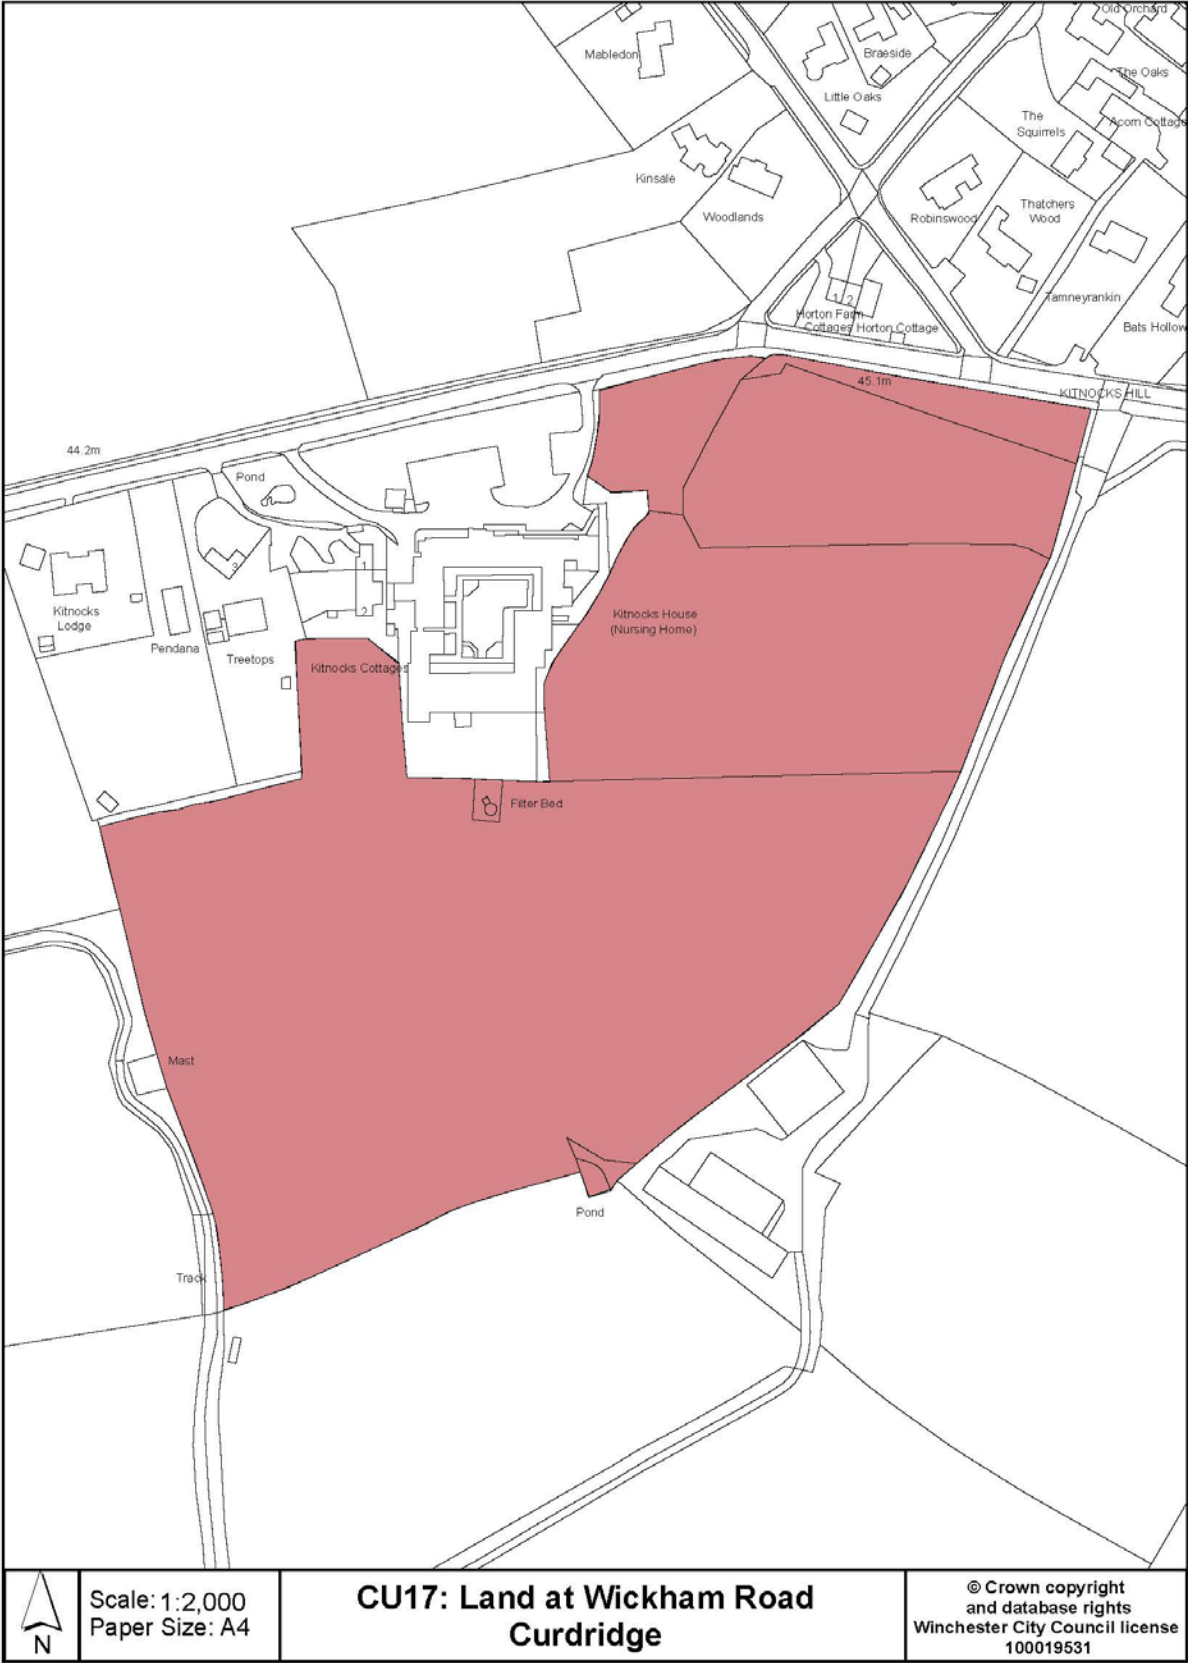 Old Orchard
Mabledon
Braeside
The Oaks
Little Oaks
The
Squirrels
Acorn Cottage
Kinsale
Woodlands
Robinswood
Thatchers
Wood
1
2
Tamneyrankin
Horton Farm
Cottages
Horton Cottage
Bats Hollow
45.1m
KITNOCKS HILL
44.2m
Pond
3
1
2
Kitnocks
Lodge
Pendana
Treetops
Kitnocks Cottages
Kitnocks House
(Nursing Home)
Filter Bed
Mast
Pond
Track
N
Scale: 1:2,000
Paper Size: A4
CU17: Land at Wickham Road
Curdridge
© Crown copyright
and database rights
Winchester City Council license
100019531